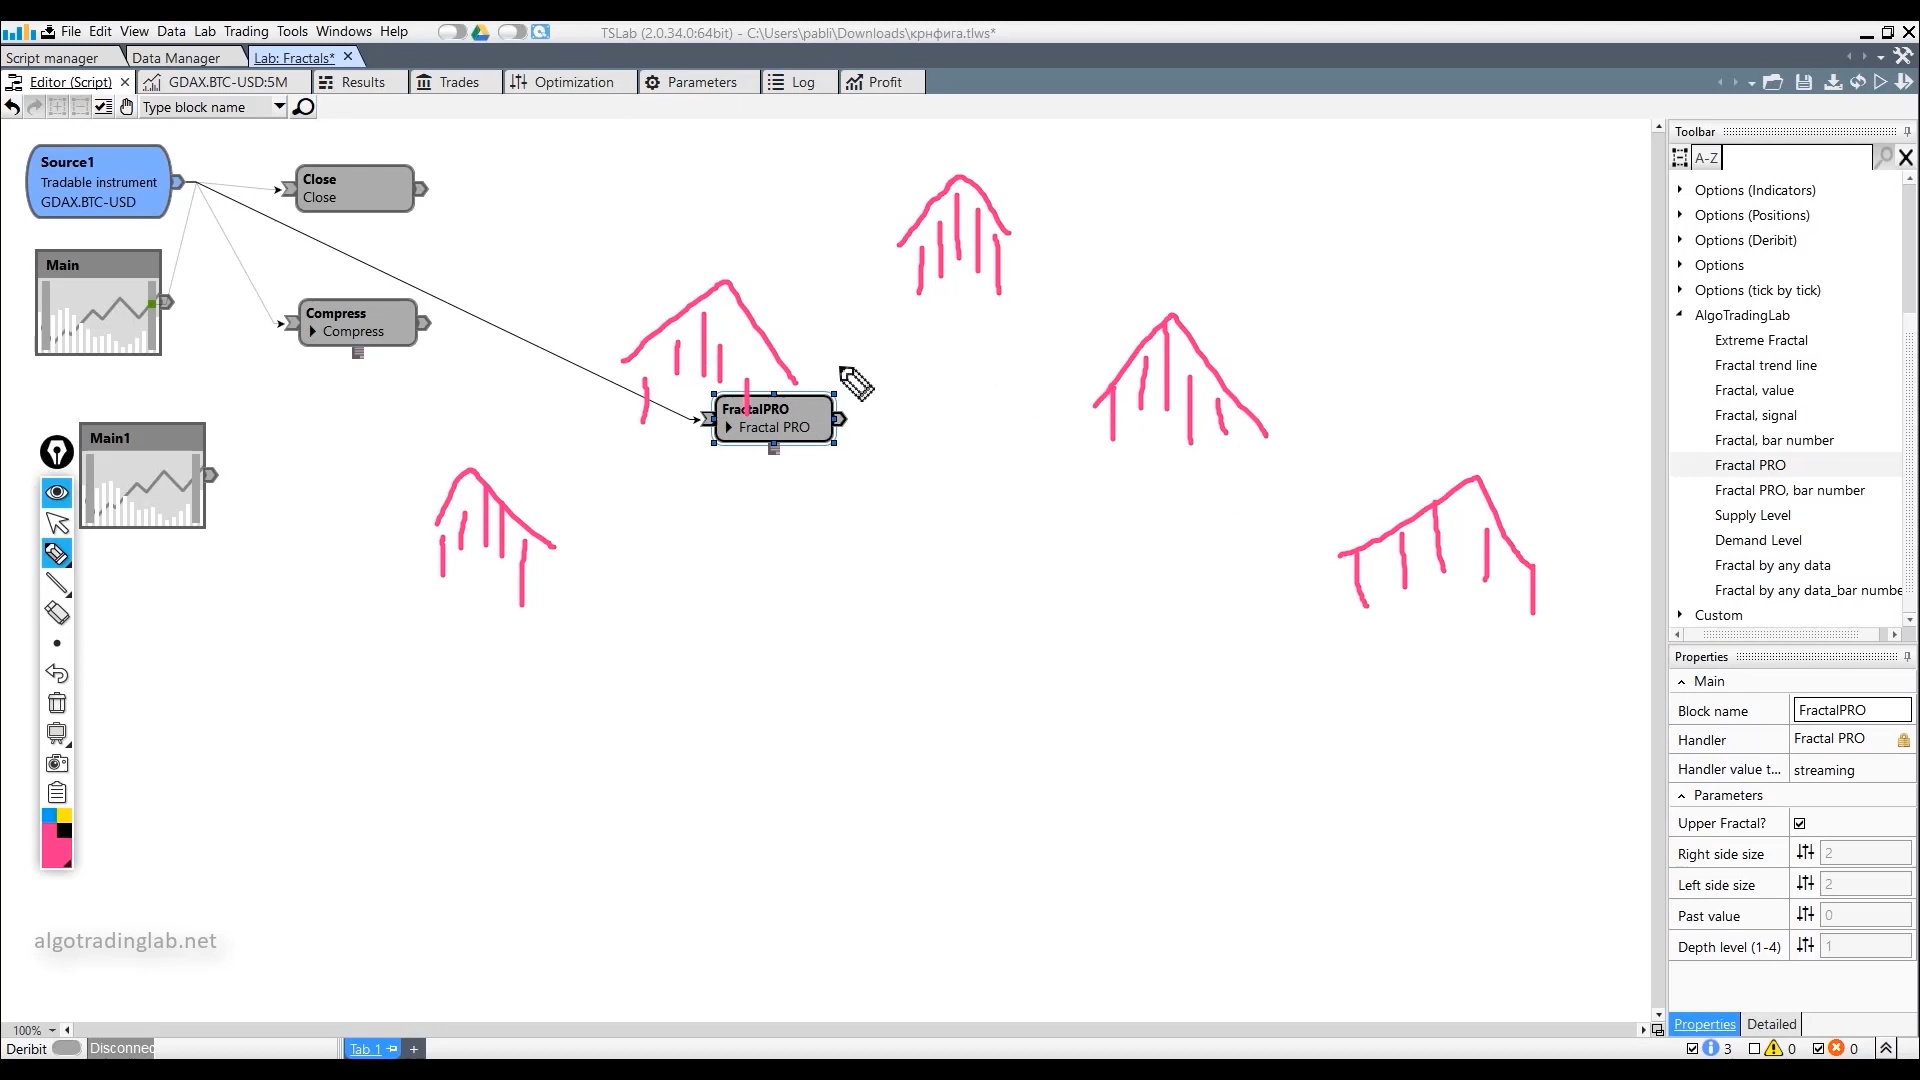 File Edit View Data Lab Trading Tools Windows Help
TSLab (2.0.34.0:64bit) - C:\Users\pabli\Downloads\крнфига.tlws*
Script manager
Data Manager
Lab: Fractals*
Editor (Script)
GDAX.BTC-USD:5M
Results
Trades
Optimization
Parameters
Log
Profit
Type block name
Source1
Tradable instrument
GDAX.BTC-USD
Close
Close
Main
Compress
Compress
FractalPRO
Fractal PRO
Main1
algotradinglab.net
Toolbar
A-Z
Options (Indicators)
Options (Positions)
Options (Deribit)
Options
Options (tick by tick)
AlgoTradingLab
Extreme Fractal
Fractal trend line
Fractal, value
Fractal, signal
Fractal, bar number
Fractal PRO
Fractal PRO, bar number
Supply Level
Demand Level
Fractal by any data
Fractal by any data_bar numbe
Custom
Properties
Main
Block name FractalPRO
Handler Fractal PRO
Handler value t... streaming
Parameters
Upper Fractal?
Right side size 2
Left side size 2
Past value 0
Depth level (1-4) 1
Properties Detailed
100%
Deribit Disconnec
Tab 1 +
3 0 0